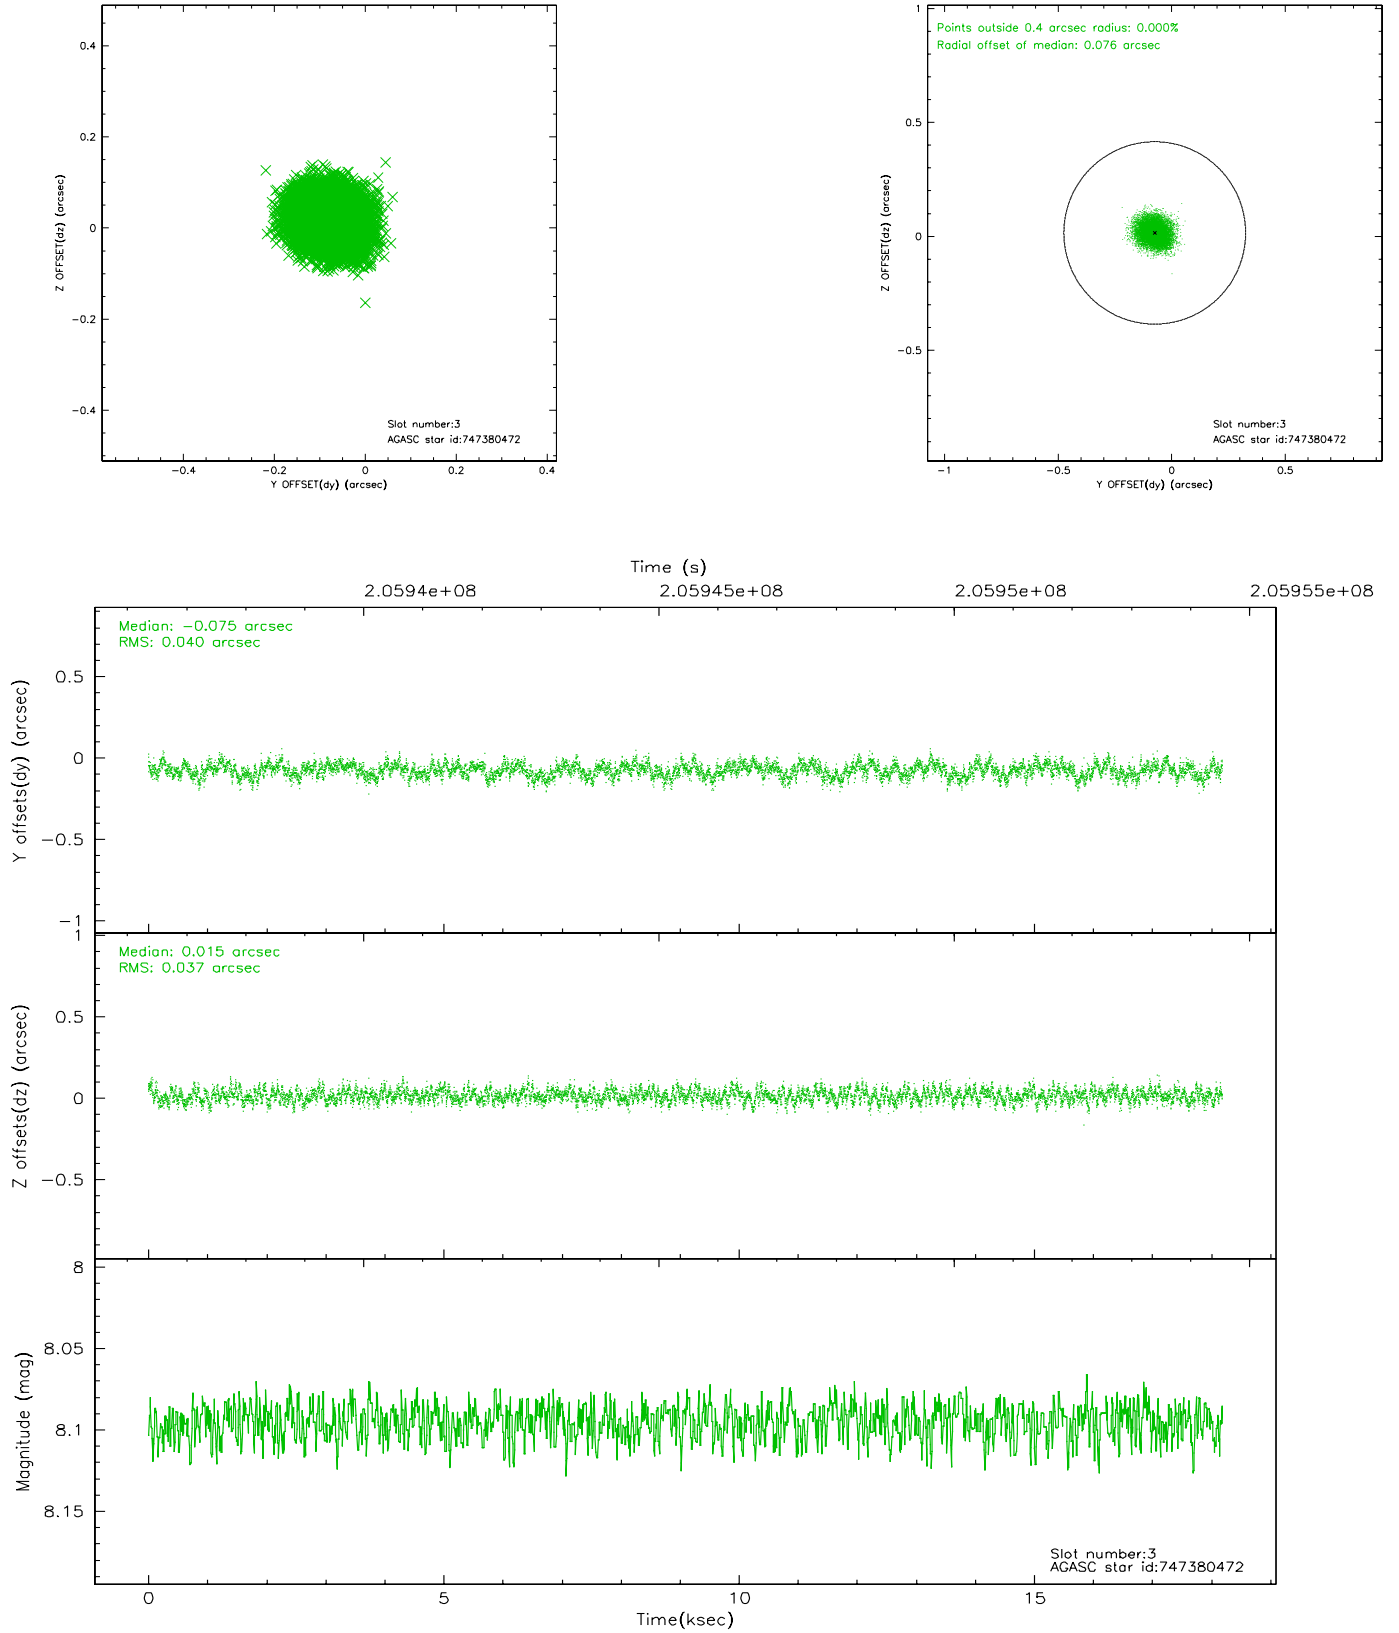 0.4
0.2
0
−0.2
−0.4
Z OFFSET(dz) (arcsec)
Slot number:3
AGASC star id:747380472
−0.4 −0.2 0 0.2 0.4
Y OFFSET(dy) (arcsec)
Points outside 0.4 arcsec radius: 0.000%
Radial offset of median: 0.076 arcsec
1
0.5
0
−0.5
Z OFFSET(dz) (arcsec)
Slot number:3
AGASC star id:747380472
−1 −0.5 0 0.5
Y OFFSET(dy) (arcsec)
Time (s)
2.0594e+08 2.05945e+08 2.0595e+08 2.05955e+08
Median: −0.075 arcsec
RMS: 0.040 arcsec
0.5
0
−0.5
−1
Y offsets(dy) (arcsec)
Median: 0.015 arcsec
RMS: 0.037 arcsec
1
0.5
0
−0.5
Z offsets(dz) (arcsec)
8
8.05
8.1
8.15
Magnitude (mag)
Slot number:3
AGASC star id:747380472
0 5 10 15
Time(ksec)